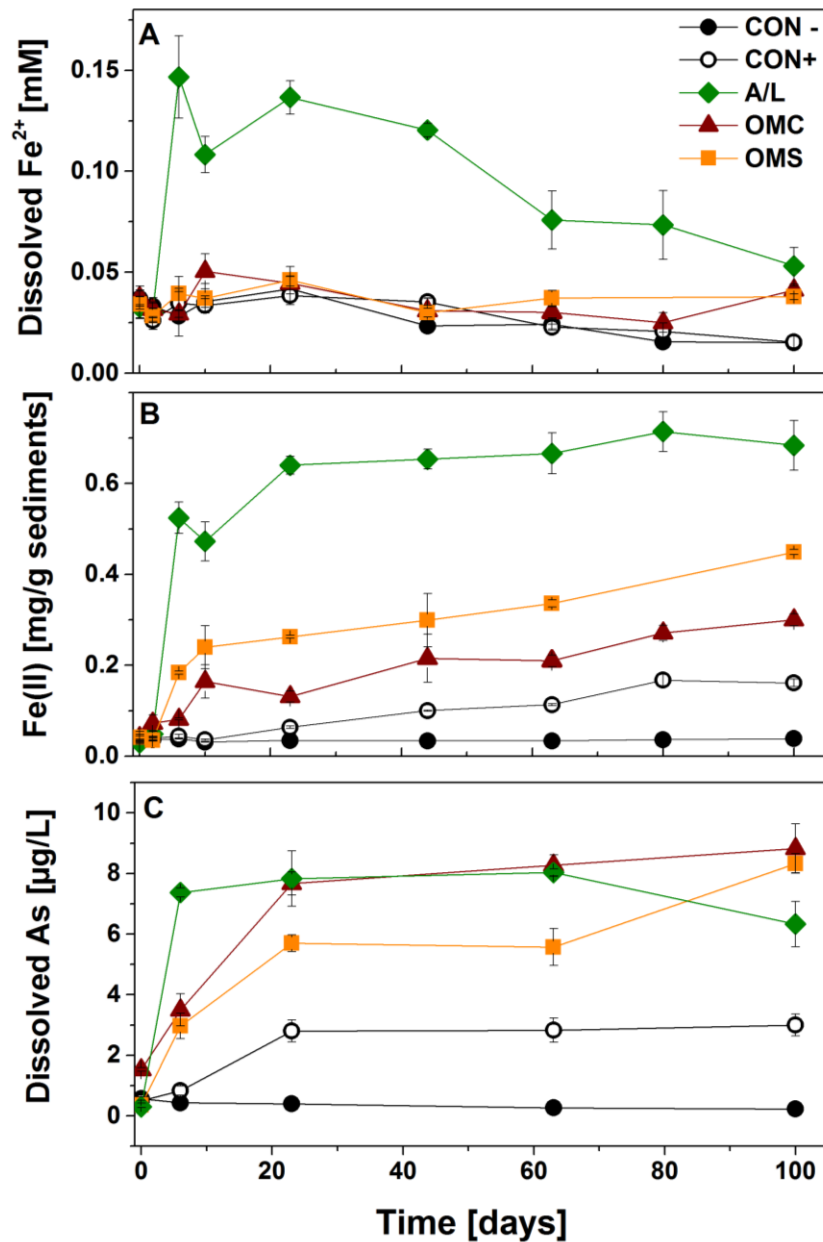 A
CON -
CON+
A/L
OMC
OMS
Dissolved Fe²⁺ [mM]
0.15
0.10
0.05
0.00
B
Fe(II) [mg/g sediments]
0.6
0.4
0.2
0.0
C
Dissolved As [µg/L]
10
8
6
4
2
0
0 20 40 60 80 100
Time [days]